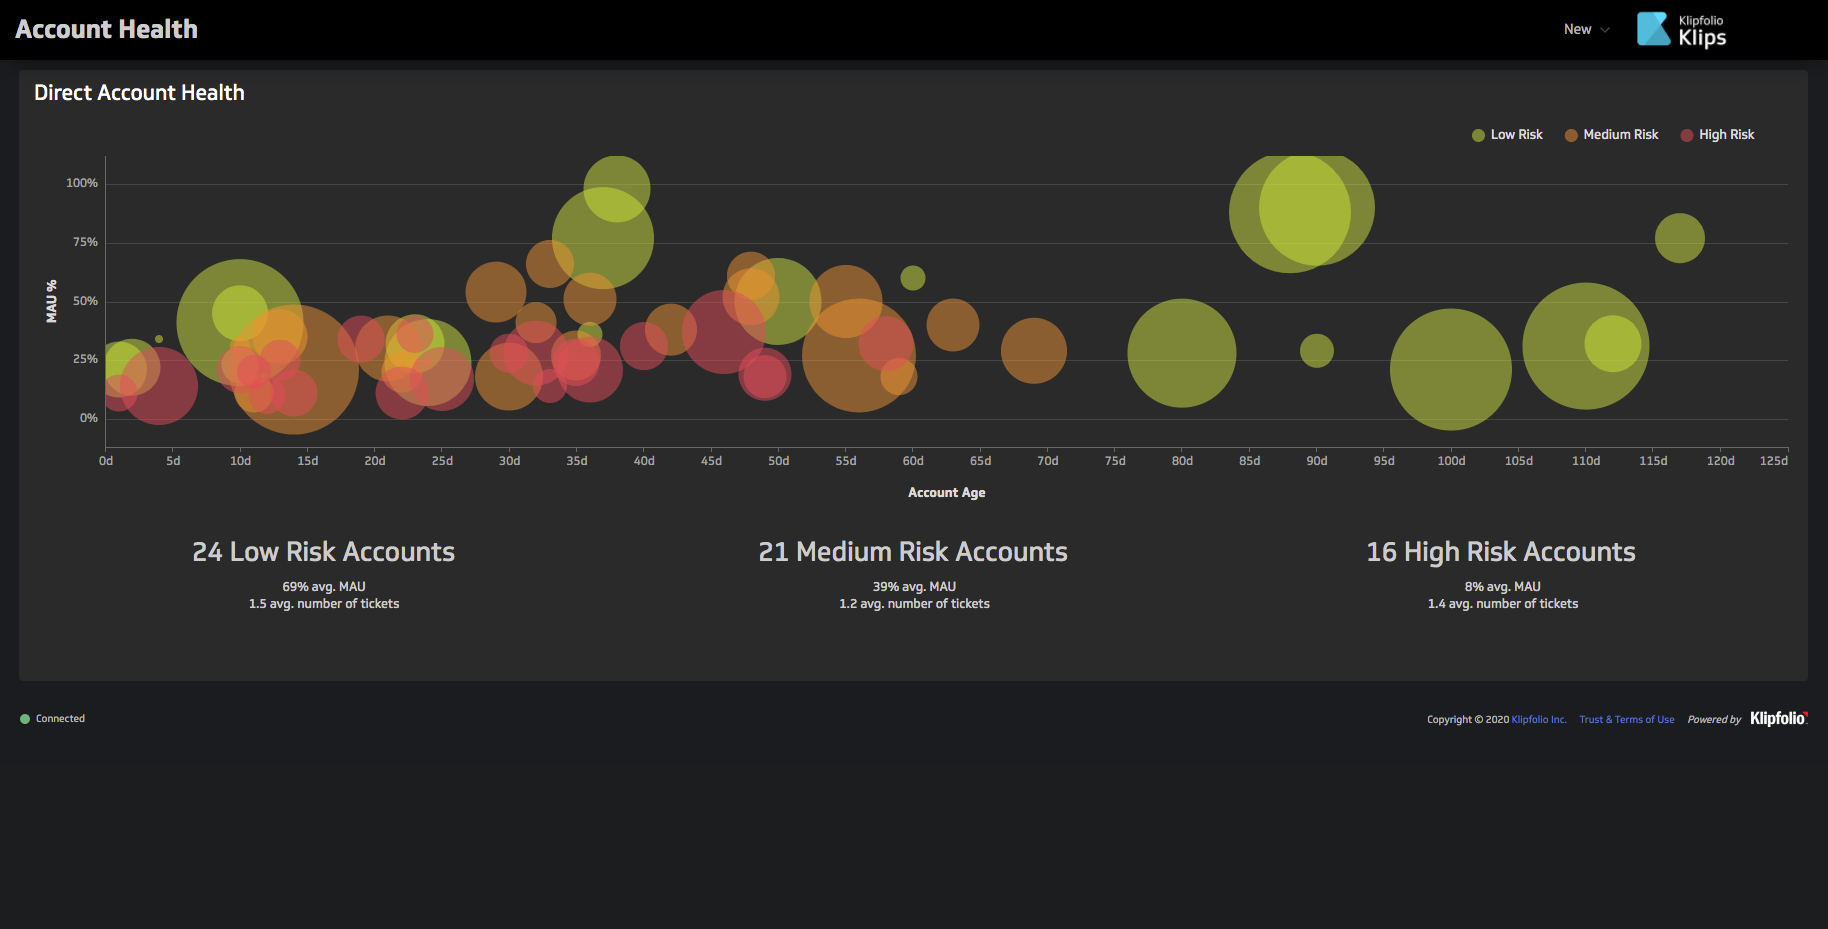 Account Health
New
Klipfolio
Klips
Direct Account Health
Low Risk Medium Risk High Risk
100%
75%
50%
25%
0%
MAU %
0d 5d 10d 15d 20d 25d 30d 35d 40d 45d 50d 55d 60d 65d 70d 75d 80d 85d 90d 95d 100d 105d 110d 115d 120d 125d
Account Age
24 Low Risk Accounts
69% avg. MAU
1.5 avg. number of tickets
21 Medium Risk Accounts
39% avg. MAU
1.2 avg. number of tickets
16 High Risk Accounts
8% avg. MAU
1.4 avg. number of tickets
Connected
Copyright © 2020 Klipfolio Inc. Trust & Terms of Use Powered by Klipfolio